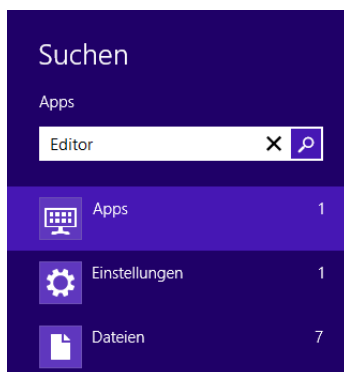 Suchen
Apps
Editor
Apps 1
Einstellungen 1
Dateien 7